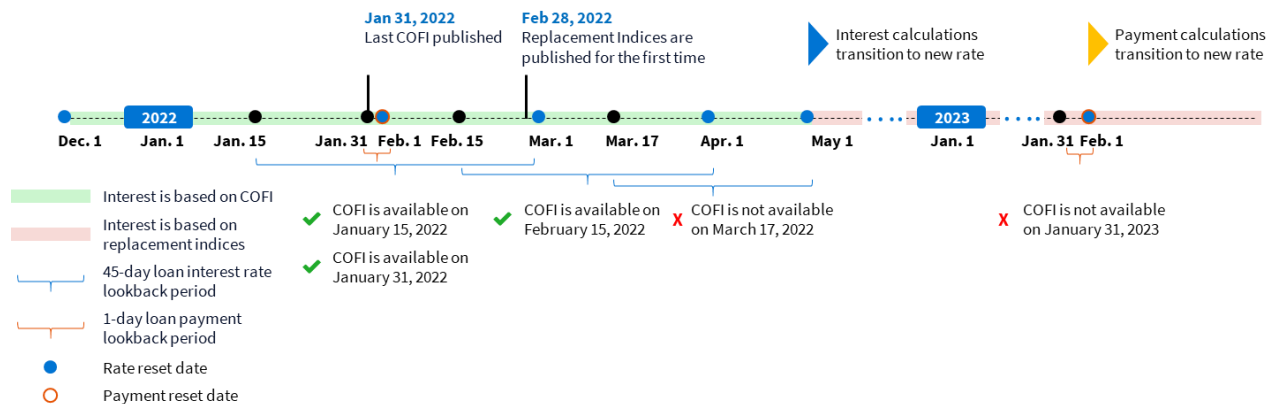 Jan 31, 2022
Last COFI published
Feb 28, 2022
Replacement Indices are
published for the first time
Interest calculations
transition to new rate
Payment calculations
transition to new rate
2022
2023
Dec. 1
Jan. 1
Jan. 15
Jan. 31
Feb. 1
Feb. 15
Mar. 1
Mar. 17
Apr. 1
May 1
Jan. 1
Jan. 31
Feb. 1
Interest is based on COFI
Interest is based on
replacement indices
45-day loan interest rate
lookback period
1-day loan payment
lookback period
Rate reset date
Payment reset date
COFI is available on
January 15, 2022
COFI is available on
January 31, 2022
COFI is available on
February 15, 2022
X
COFI is not available
on March 17, 2022
X
COFI is not available
on January 31, 2023